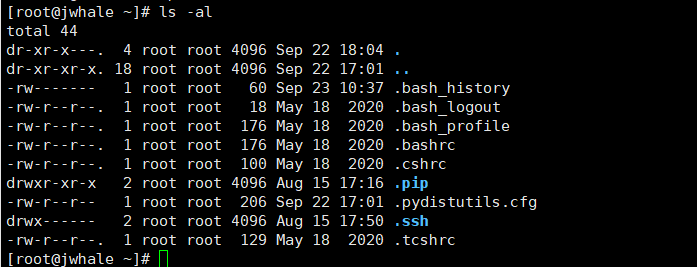 [root@jwhale ~]# ls -al
total 44
dr-xr-x---.  4 root root 4096 Sep 22 18:04 .
dr-xr-xr-x. 18 root root 4096 Sep 22 17:01 ..
-rw-------   1 root root   60 Sep 23 10:37 .bash_history
-rw-r--r--.  1 root root   18 May 18  2020 .bash_logout
-rw-r--r--.  1 root root  176 May 18  2020 .bash_profile
-rw-r--r--.  1 root root  176 May 18  2020 .bashrc
-rw-r--r--.  1 root root  100 May 18  2020 .cshrc
drwxr-xr-x   2 root root 4096 Aug 15 17:16 .pip
-rw-r--r--   1 root root  206 Sep 22 17:01 .pydistutils.cfg
drwx------   2 root root 4096 Aug 15 17:50 .ssh
-rw-r--r--.  1 root root  129 May 18  2020 .tcshrc
[root@jwhale ~]#